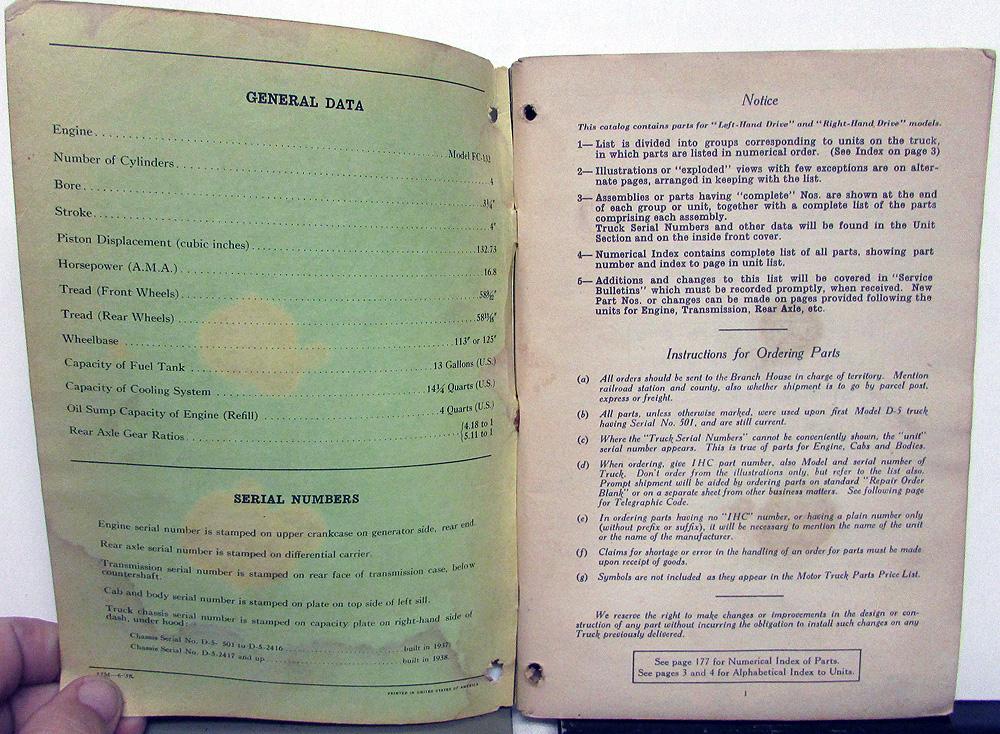 GENERAL DATA
Engine ........ Model FC-132
Number of Cylinders ........ 4
Bore ........ 3¼"
Stroke ........ 4"
Piston Displacement (cubic inches) ........ 132.73
Horsepower (A.M.A.) ........ 16.8
Tread (Front Wheels) ........
Tread (Rear Wheels) ........
Wheelbase ........ 113" or 125"
Capacity of Fuel Tank ........ 13 Gallons (U.S.)
Capacity of Cooling System ........ 14¼ Quarts (U.S.)
Oil Sump Capacity of Engine (Refill) ........ 4 Quarts (U.S.)
Rear Axle Gear Ratios ........ {4.18 to 1
{5.11 to 1
SERIAL NUMBERS
Engine serial number is stamped on upper crankcase on generator side, rear end.
Rear axle serial number is stamped on differential carrier.
Transmission serial number is stamped on rear face of transmission case, below
countershaft.
Cab and body serial number is stamped on plate on top side of left sill.
Truck chassis serial number is stamped on capacity plate on right-hand side of
dash, under hood:
Chassis Serial No. D-5- 501 to D-5-2416 ........ built in 1937
Chassis Serial No. D-5-2417 and up ........ built in 1938
PRINTED IN UNITED STATES OF AMERICA
Notice
This catalog contains parts for "Left-Hand Drive" and "Right-Hand Drive" models.
1— List is divided into groups corresponding to units on the truck,
in which parts are listed in numerical order. (See Index on page 3)
2— Illustrations or "exploded" views with few exceptions are on alter-
nate pages, arranged in keeping with the list.
3— Assemblies or parts having "complete" Nos. are shown at the end
of each group or unit, together with a complete list of the parts
comprising each assembly.
Truck Serial Numbers and other data will be found in the Unit
Section and on the inside front cover.
4— Numerical Index contains complete list of all parts, showing part
number and index to page in unit list.
5— Additions and changes to this list will be covered in "Service
Bulletins" which must be recorded promptly, when received. New
Part Nos. or changes can be made on pages provided following the
units for Engine, Transmission, Rear Axle, etc.
Instructions for Ordering Parts
(a) All orders should be sent to the Branch House in charge of territory. Mention
railroad station and county, also whether shipment is to go by parcel post,
express or freight.
(b) All parts, unless otherwise marked, were used upon first Model D-5 truck
having Serial No. 501, and are still current.
(c) Where the "Truck Serial Numbers" cannot be conveniently shown, the "unit"
serial number appears. This is true of parts for Engine, Cabs and Bodies.
(d) When ordering, give IHC part number, also Model and serial number of
Truck. Don't order from the illustrations only, but refer to the list also.
Prompt shipment will be aided by ordering parts on standard "Repair Order
Blank" or on a separate sheet from other business matters. See following page
for Telegraphic Code.
(e) In ordering parts having no "IHC" number, or having a plain number only
(without prefix or suffix), it will be necessary to mention the name of the unit
or the name of the manufacturer.
(f) Claims for shortage or error in the handling of an order for parts must be made
upon receipt of goods.
(g) Symbols are not included as they appear in the Motor Truck Parts Price List.
We reserve the right to make changes or improvements in the design or con-
struction of any part without incurring the obligation to install such changes on any
Truck previously delivered.
See page 177 for Numerical Index of Parts.
See pages 3 and 4 for Alphabetical Index to Units.
1